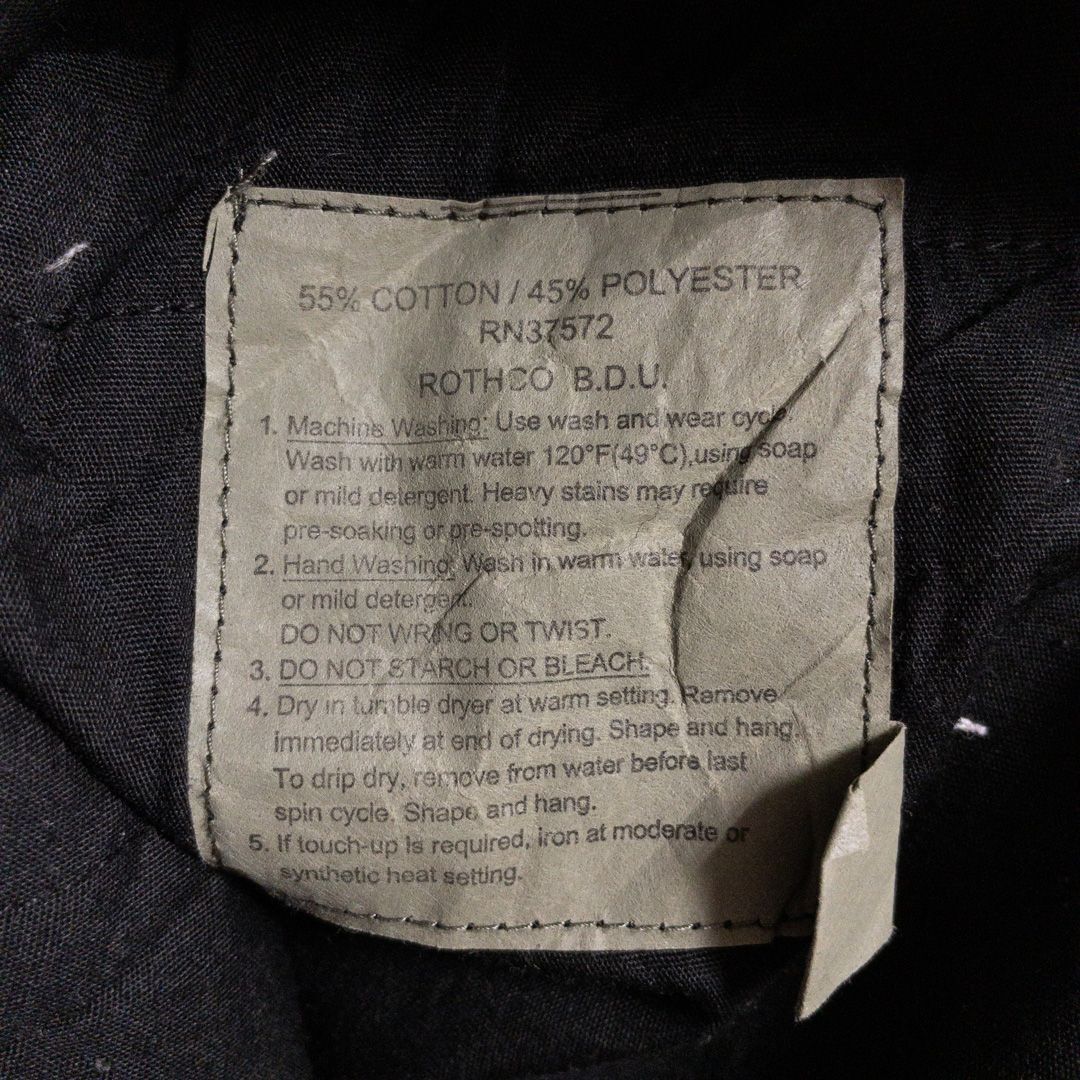 55% COTTON / 45% POLYESTER
RN37572
ROTHCO B.D.U.
1. Machine Washing: Use wash and wear cycle.
Wash with warm water 120°F(49°C),using soap
or mild detergent. Heavy stains may require
pre-soaking or pre-spotting.
2. Hand Washing: Wash in warm water, using soap
or mild detergent.
DO NOT WRING OR TWIST.
3. DO NOT STARCH OR BLEACH.
4. Dry in tumble dryer at warm setting. Remove
immediately at end of drying. Shape and hang.
To drip dry, remove from water before last
spin cycle. Shape and hang.
5. If touch-up is required, iron at moderate or
synthetic heat setting.